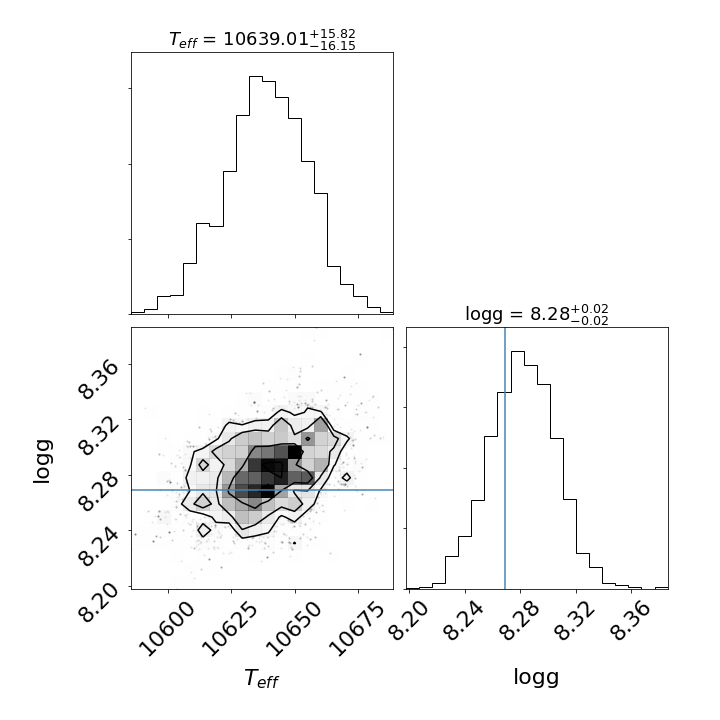 T_eff = 10639.01 +15.82 −16.15
logg = 8.28 +0.02 −0.02
8.36
8.32
8.28
8.24
8.20
logg
10600 10625 10650 10675
8.20 8.24 8.28 8.32 8.36
T_eff
logg